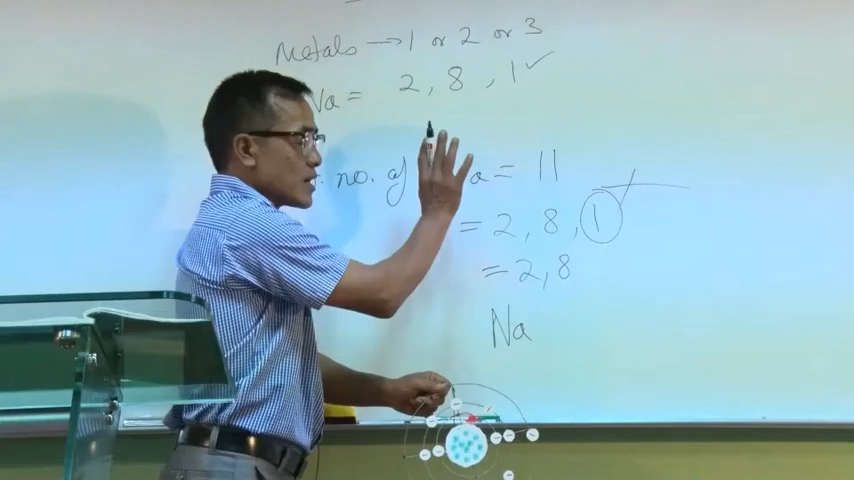 Metals → 1 or 2 or 3
Na = 2, 8, 1 ✓
. no. of a = 11
= 2, 8, 1
= 2, 8
Na